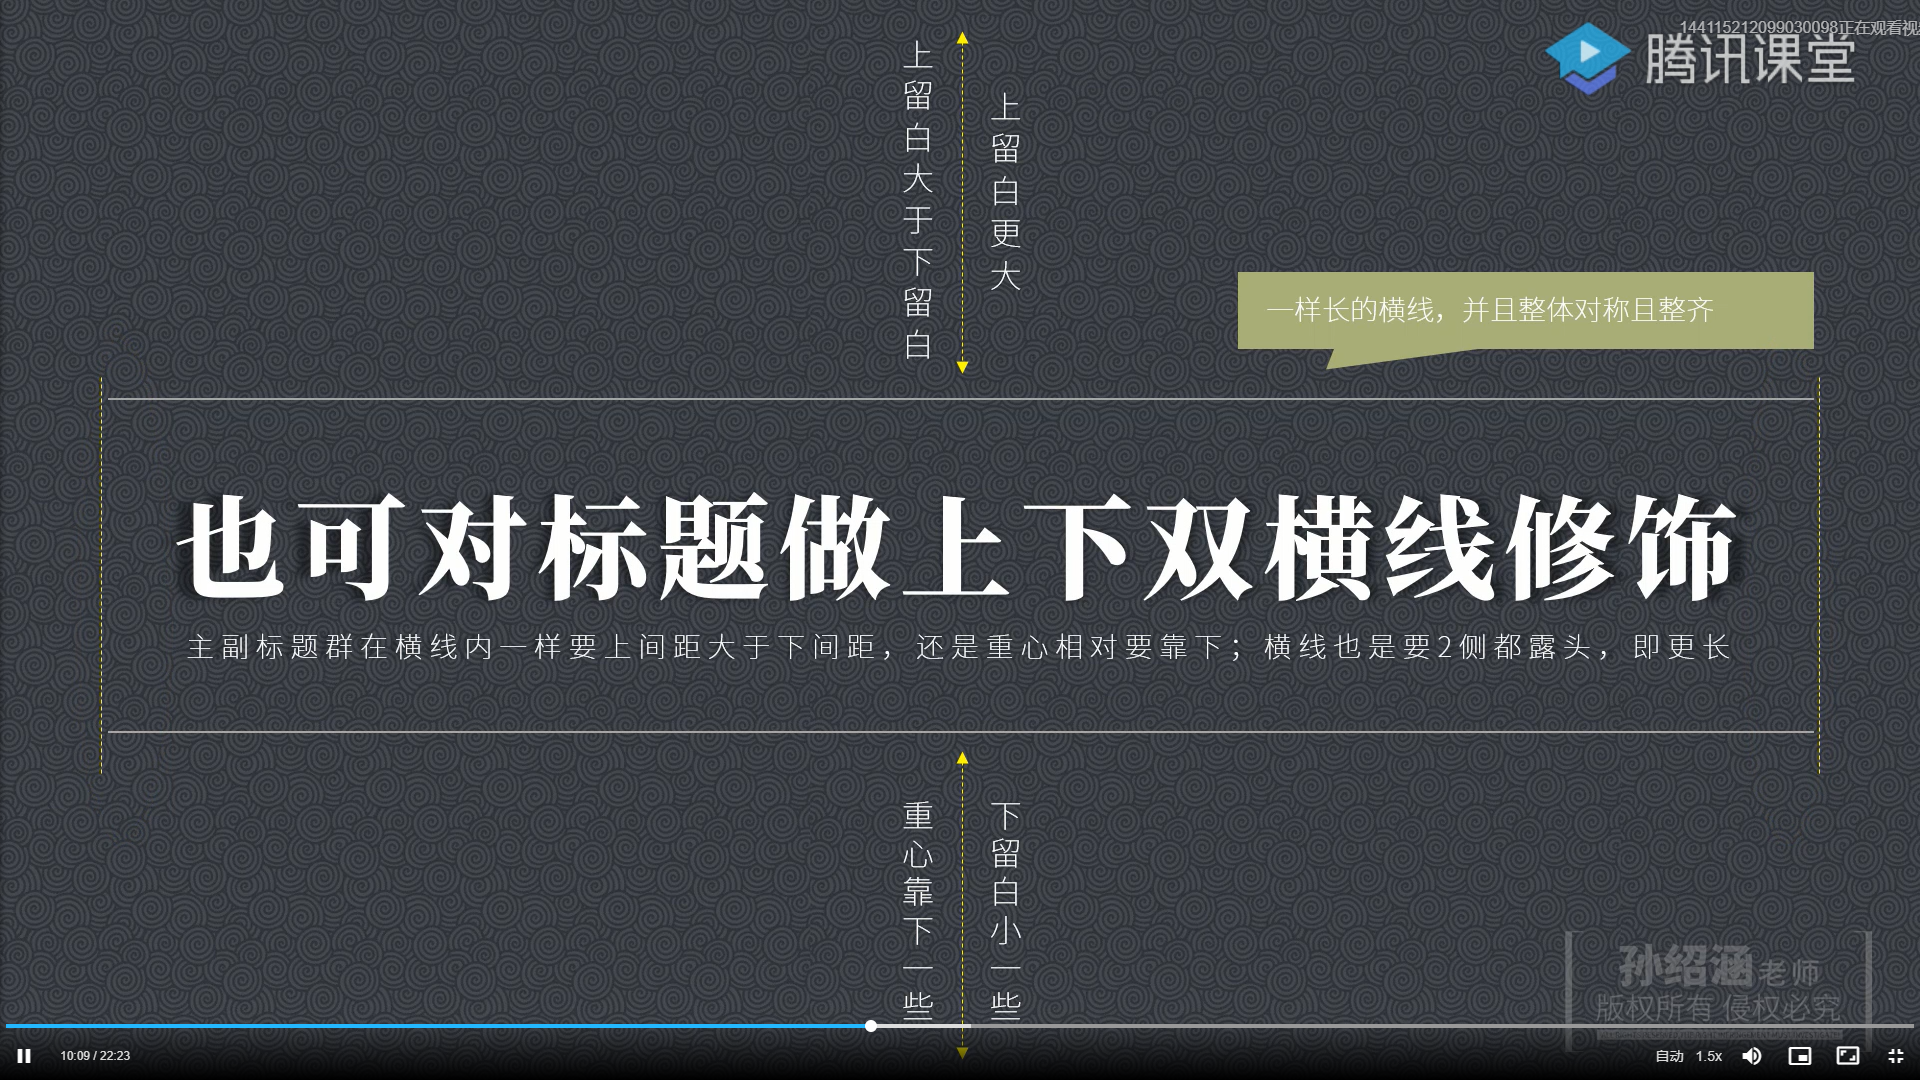 144115212099030098正在观看视
腾讯课堂
上留白大于下留白
上留白更大
一样长的横线，并且整体对称且整齐
也可对标题做上下双横线修饰
主副标题群在横线内一样要上间距大于下间距，还是重心相对要靠下；横线也是要2侧都露头，即更长
重心靠下一些
下留白小一些
孙绍涵老师
版权所有 侵权必究
10:09 / 22:23
自动 1.5x